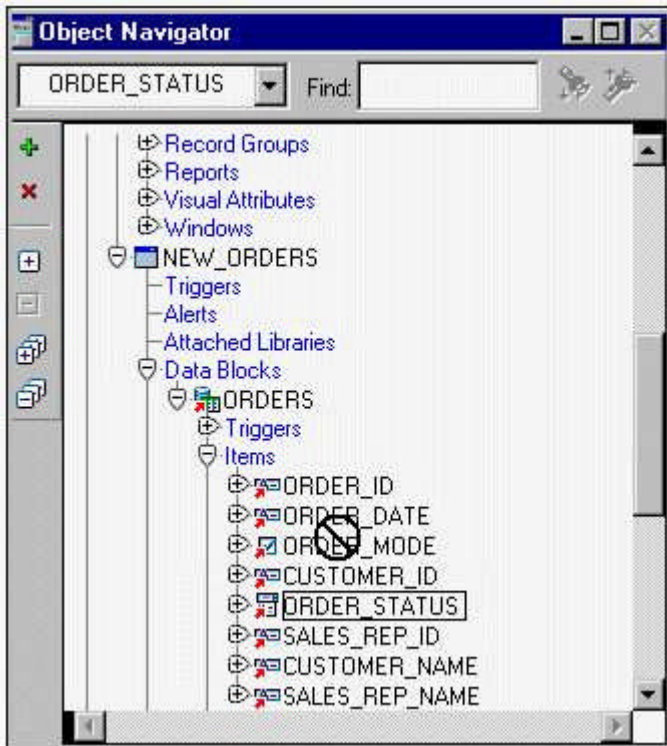 Object Navigator
ORDER_STATUS Find:
Record Groups
Reports
Visual Attributes
Windows
NEW_ORDERS
Triggers
Alerts
Attached Libraries
Data Blocks
ORDERS
Triggers
Items
ORDER_ID
ORDER_DATE
ORDER_MODE
CUSTOMER_ID
ORDER_STATUS
SALES_REP_ID
CUSTOMER_NAME
SALES_REP_NAME